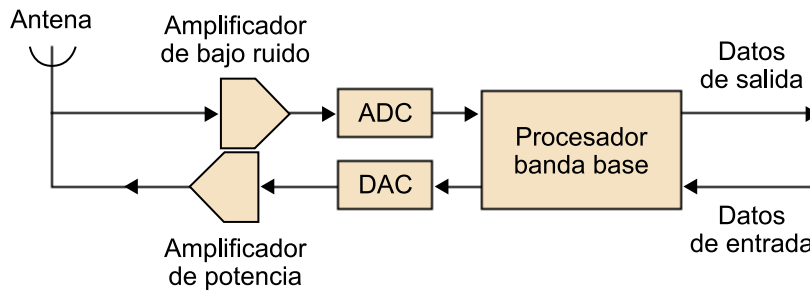 Antena
Amplificador
de bajo ruido
ADC
Procesador
banda base
Datos
de salida
DAC
Amplificador
de potencia
Datos
de entrada